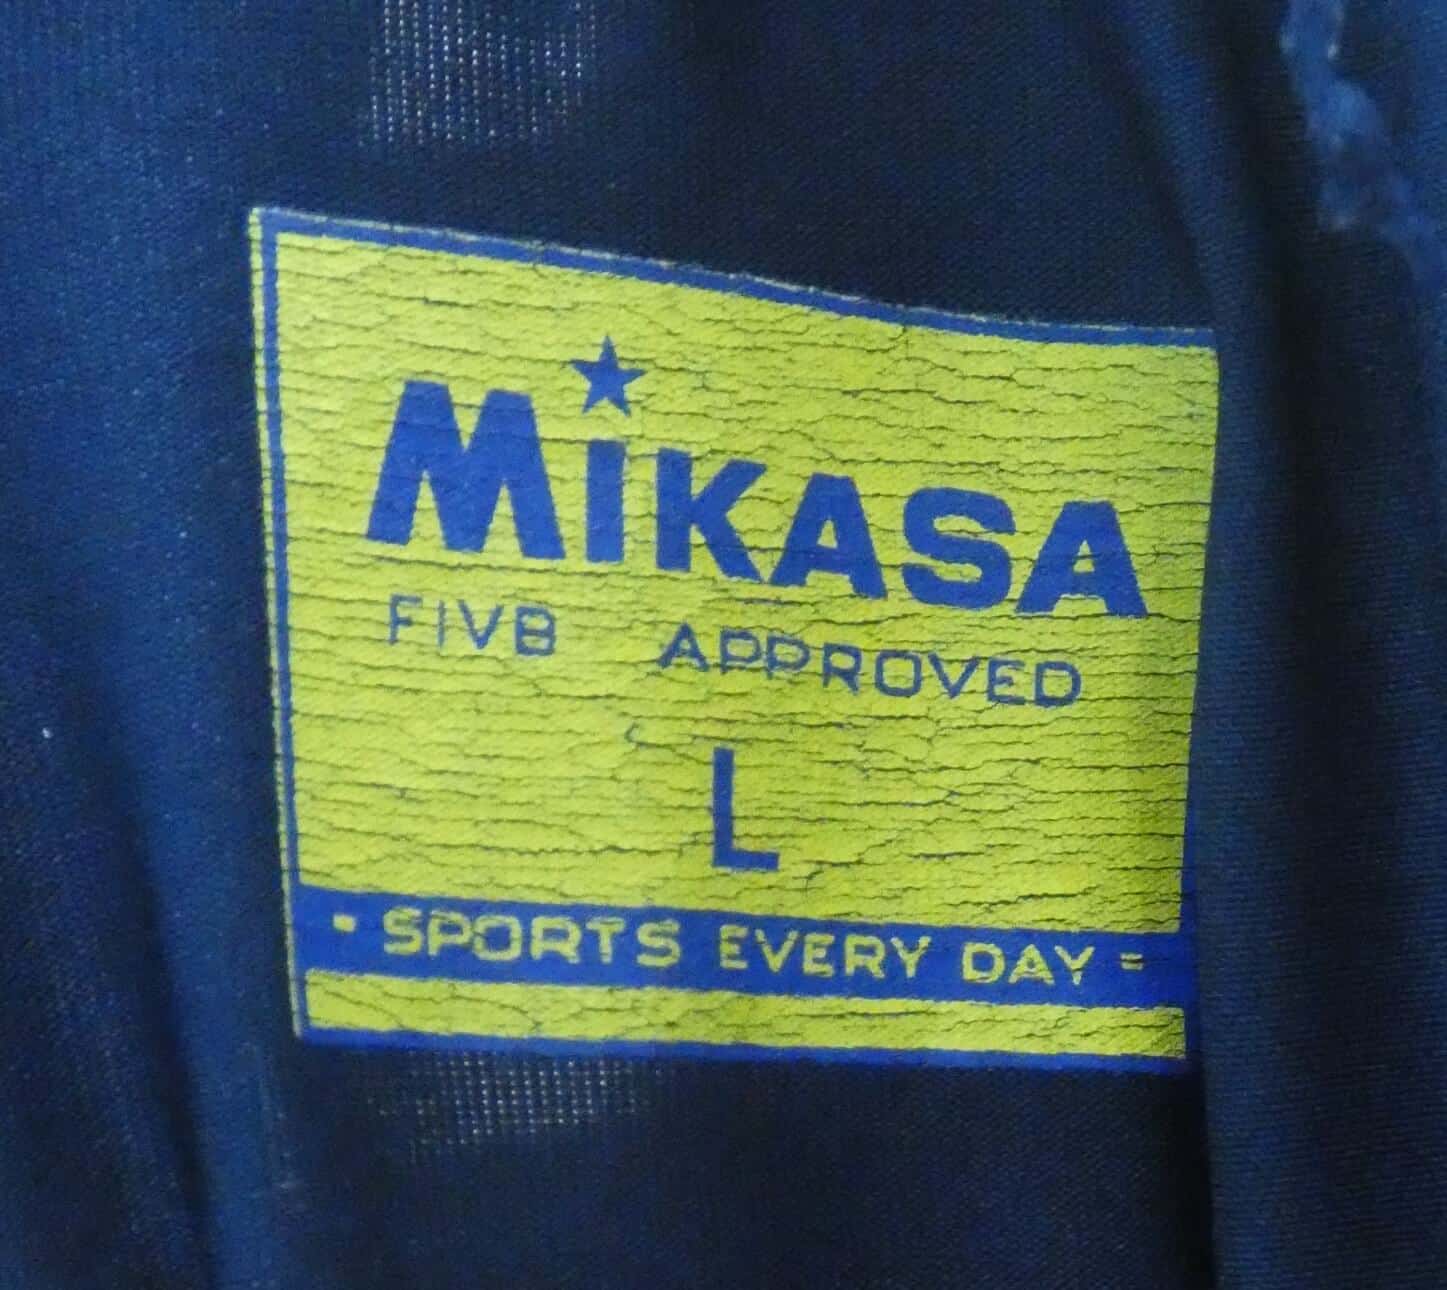 MiKASA
FIVB APPROVED
L
• SPORTS EVERY DAY •